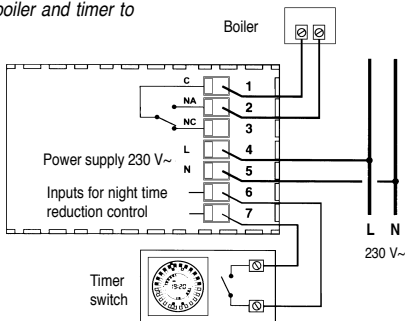 boiler and timer to
Boiler
C
1
NA
2
NC
3
L
4
Power supply 230 V~
N
5
Inputs for night time
reduction control
6
7
L N
230 V~
Timer
switch